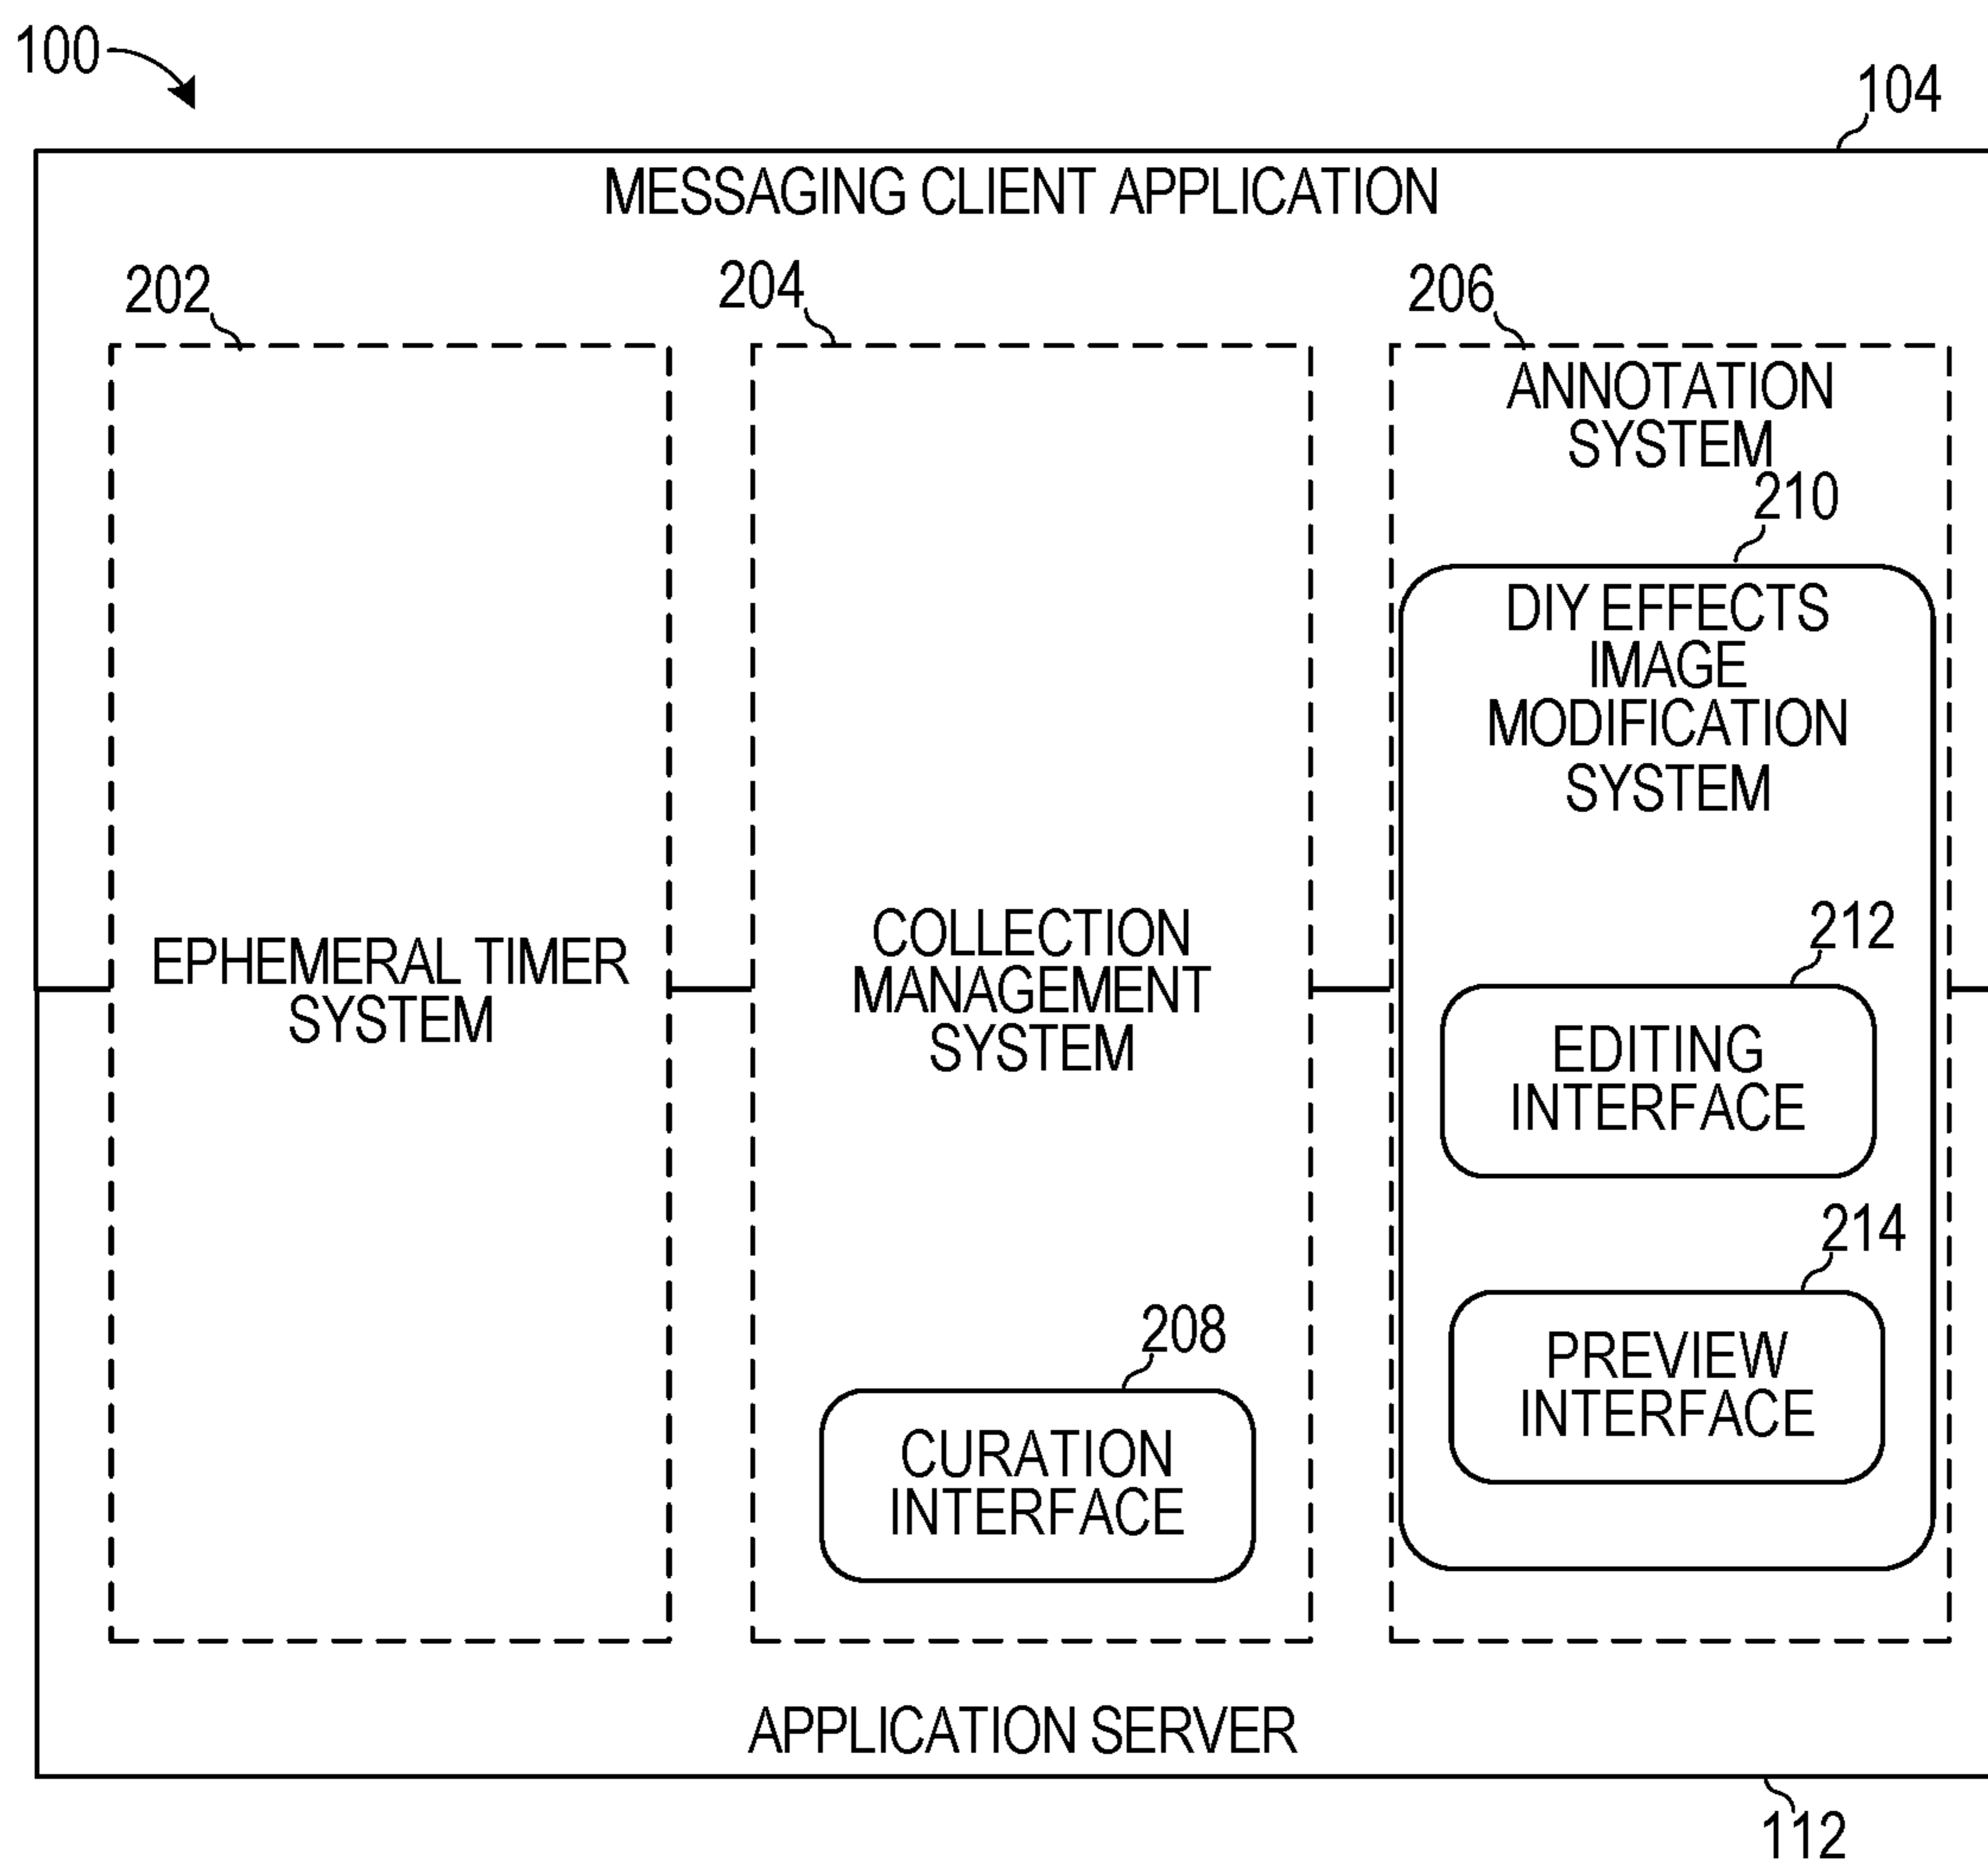 100
104
MESSAGING CLIENT APPLICATION
202
204
206
ANNOTATION
SYSTEM
210
DIY EFFECTS
IMAGE
MODIFICATION
SYSTEM
EPHEMERAL TIMER
SYSTEM
COLLECTION
MANAGEMENT
SYSTEM
212
EDITING
INTERFACE
214
PREVIEW
INTERFACE
208
CURATION
INTERFACE
APPLICATION SERVER
112